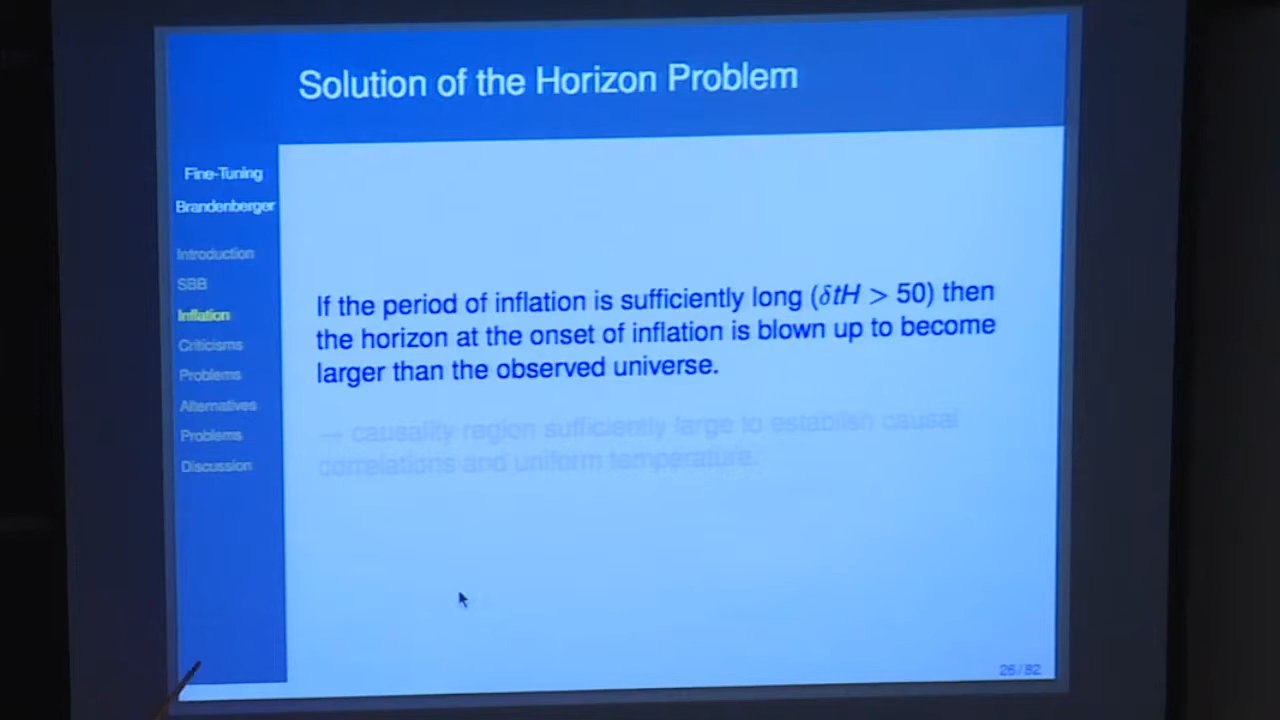 Solution of the Horizon Problem
Fine-Tuning
Brandenberger
Introduction
SBB
Inflation
Criticisms
Problems
Alternatives
Problems
Discussion
If the period of inflation is sufficiently long (δtH > 50) then
the horizon at the onset of inflation is blown up to become
larger than the observed universe.
→ causality region sufficiently large to establish causal
correlations and uniform temperature.
26 / 82